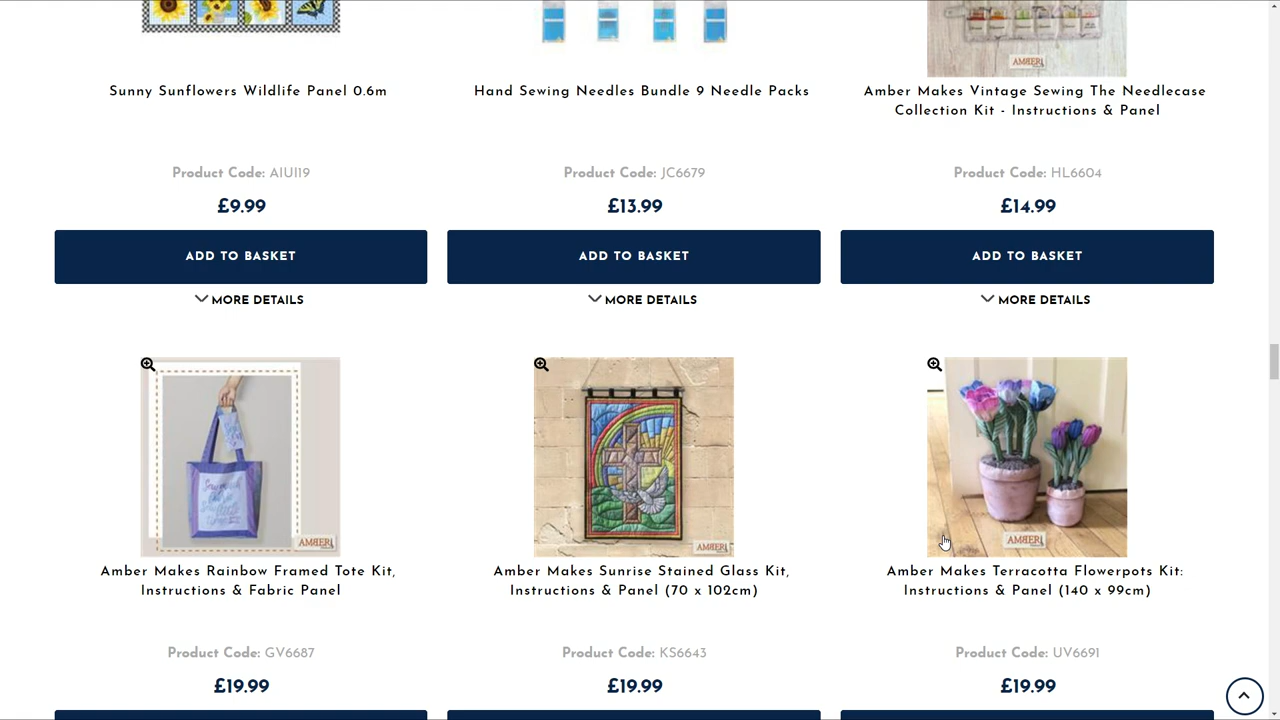 AMBER
Sunny Sunflowers Wildlife Panel 0.6m
Hand Sewing Needles Bundle 9 Needle Packs
Amber Makes Vintage Sewing The Needlecase
Collection Kit - Instructions & Panel
Product Code: AIUI19
Product Code: JC6679
Product Code: HL6604
£9.99
£13.99
£14.99
ADD TO BASKET
ADD TO BASKET
ADD TO BASKET
MORE DETAILS
MORE DETAILS
MORE DETAILS
AMBER
AMBER
AMBER
Amber Makes Rainbow Framed Tote Kit,
Instructions & Fabric Panel
Amber Makes Sunrise Stained Glass Kit,
Instructions & Panel (70 x 102cm)
Amber Makes Terracotta Flowerpots Kit:
Instructions & Panel (140 x 99cm)
Product Code: GV6687
Product Code: KS6643
Product Code: UV6691
£19.99
£19.99
£19.99